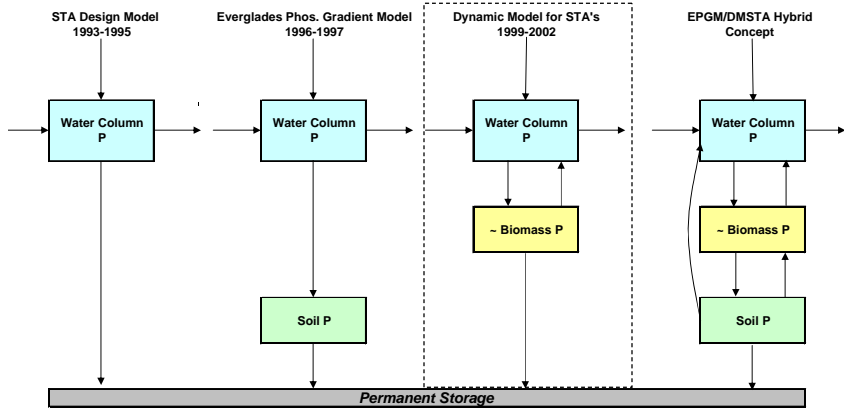 STA Design Model
1993-1995
Everglades Phos. Gradient Model
1996-1997
Dynamic Model for STA's
1999-2002
EPGM/DMSTA Hybrid
Concept
Water Column
P
Water Column
P
Water Column
P
Water Column
P
~ Biomass P
~ Biomass P
Soil P
Soil P
Permanent Storage